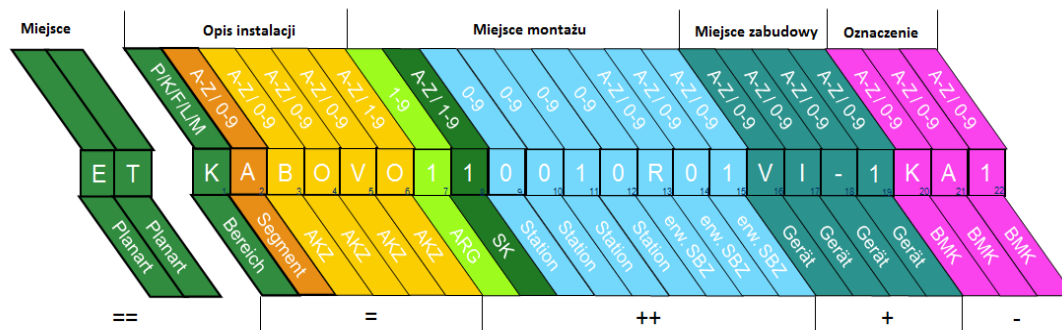 Miejsce
Opis instalacji
Miejsce montażu
Miejsce zabudowy
Oznaczenie
P/K/F/L/M
A-Z / 0-9
A-Z / 0-9
A-Z / 0-9
A-Z / 0-9
A-Z / 1-9
1-9
A-Z / 1-9
0-9
0-9
0-9
0-9
A-Z / 0-9
A-Z / 0-9
A-Z / 0-9
A-Z / 0-9
A-Z / 0-9
A-Z / 0-9
A-Z / 0-9
A-Z / 0-9
A-Z / 0-9
A-Z / 0-9
E T K A B O V O 1 1 0 0 1 0 R 0 1 V I - 1 K A 1
1 2 3 4 5 6 7 8 9 10 11 12 13 14 15 16 17 18 19 20 21 22
Planart
Planart
Bereich
Segment
AKZ
AKZ
AKZ
AKZ
ARG
SK
Station
Station
Station
Station
erw. SBZ
erw. SBZ
erw. SBZ
Gerät
Gerät
Gerät
Gerät
BMK
BMK
BMK
== = ++ + -